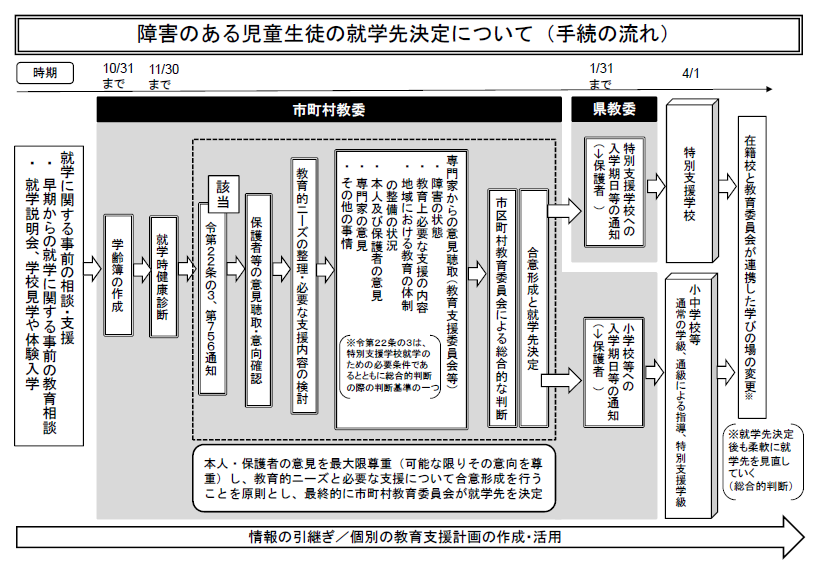 障害のある児童生徒の就学先決定について（手続の流れ）
時期
10/31
まで
11/30
まで
1/31
まで
4/1
市町村教委
県教委
就学に関する事前の相談・支援
・ 早期からの就学に関する事前の教育相談
・ 就学説明会、学校見学や体験入学
学齢簿の作成
就学時健康診断
該当
令第２２条の３、第７５６通知
保護者等の意見聴取・意向確認
教育的ニーズの整理・必要な支援内容の検討
専門家からの意見聴取（教育支援委員会等）
・ 障害の状態
・ 教育上必要な支援の内容
・ 地域における教育の体制
の整備の状況
・ 本人及び保護者の意見
・ 専門家の意見
・ その他の事情
※令第２２条の３は、
特別支援学校就学の
ための必要条件であ
るとともに総合的判断
の際の判断基準の一つ
市区町村教育委員会による総合的な判断
合意形成と就学先決定
特別支援学校への
入学期日等の通知
（↓保護者 ）
小学校等への
入学期日等の通知
（↓保護者 ）
特別支援学校
小中学校等
通常の学級、通級による指導、特別支援学級
在籍校と教育委員会が連携した学びの場の変更※
※就学先決定
後も柔軟に就
学先を見直し
ていく
（総合的判断）
本人・保護者の意見を最大限尊重（可能な限りその意向を尊
重）し、教育的ニーズと必要な支援について合意形成を行う
ことを原則とし、最終的に市町村教育委員会が就学先を決定
情報の引継ぎ／個別の教育支援計画の作成・活用